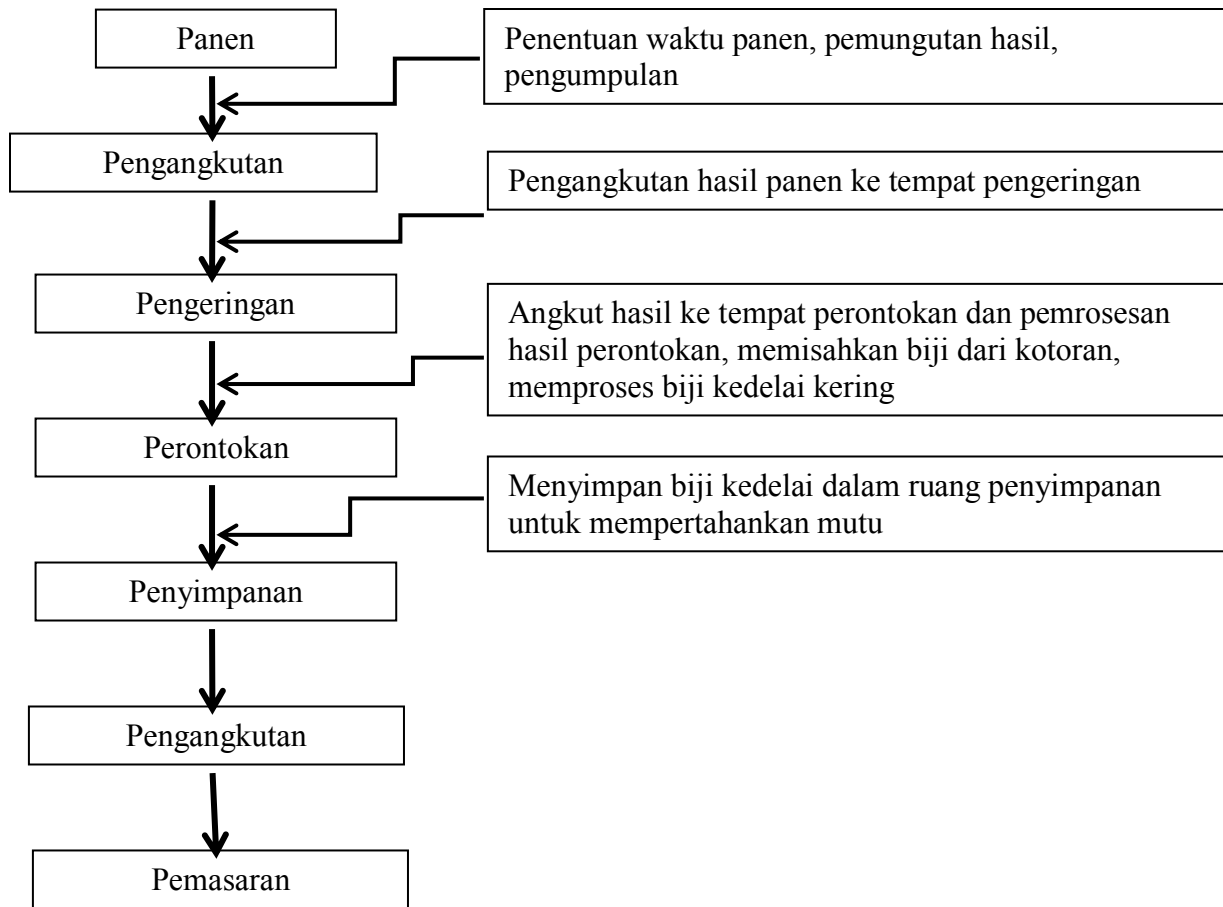 Panen
Penentuan waktu panen, pemungutan hasil,
pengumpulan
Pengangkutan
Pengangkutan hasil panen ke tempat pengeringan
Pengeringan
Angkut hasil ke tempat perontokan dan pemrosesan
hasil perontokan, memisahkan biji dari kotoran,
memproses biji kedelai kering
Perontokan
Menyimpan biji kedelai dalam ruang penyimpanan
untuk mempertahankan mutu
Penyimpanan
Pengangkutan
Pemasaran